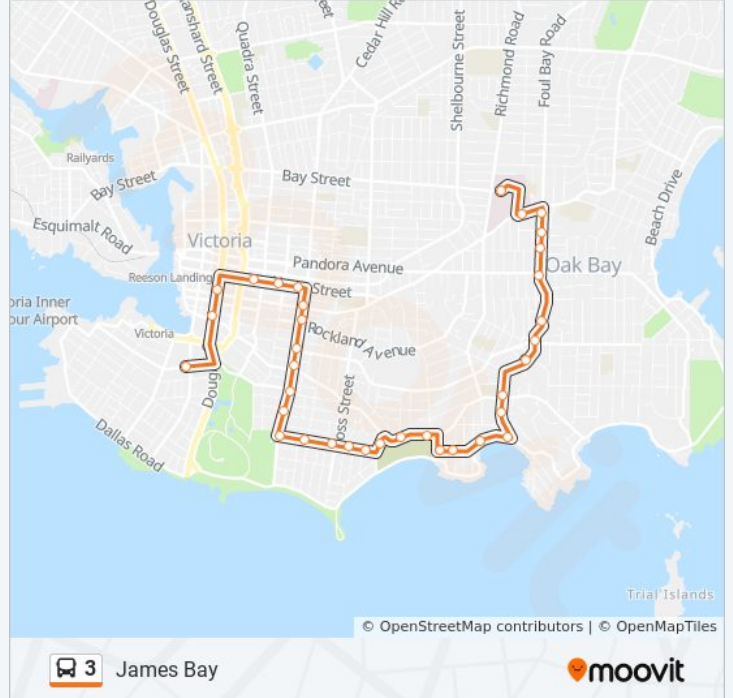 Douglas Street
anshard Street
Quadra Street
reet
Cedar Hill R
Shelbourne Street
Richmond Road
Foul Bay Road
Railyards
Bay Street
Bay Street
Beach Drive
Esquimalt Road
Victoria
Pandora Avenue
Oak Bay
Reeson Landing
Street
oria Inner
our Airport
Victoria
Rockland Avenue
Doug
oss Street
Dallas Road
Trial Islands
© OpenStreetMap contributors | © OpenMapTiles
3 James Bay
moovit